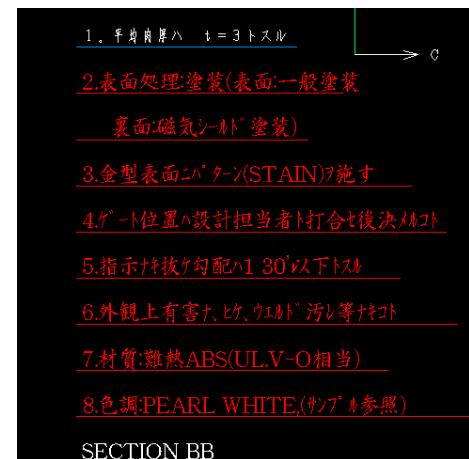 1。平均肉厚ハ t=3トスル
C
2.表面処理:塗装(表面:一般塗装
裏面:磁気シールド塗装)
3.金型表面ニパターン(STAIN)ヲ施す
4.ゲート位置ハ設計担当者ト打合セ後決メルコト
5.指示ナキ抜ケ勾配ハ1 30'以下トスル
6.外観上有害ナ、ヒケ、ウエルド汚レ等ナキコト
7.材質:難熱ABS(UL.V-O相当)
8.色調:PEARL WHITE,(サンプル参照)
SECTION BB